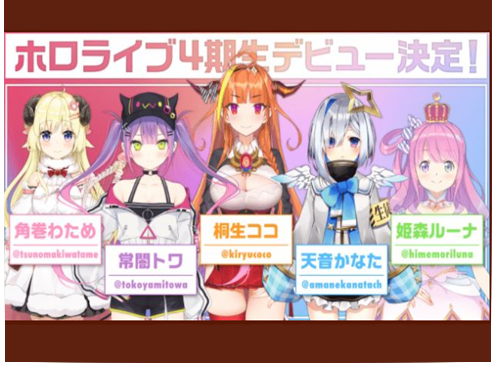 ホロライブ4期生デビュー決定!
角巻わため
@tsunomakiwatame
常闇トワ
@tokoyamitowa
桐生ココ
@kiryucoco
天音かなた
@amanekanatach
姫森ルーナ
@himemoriluna